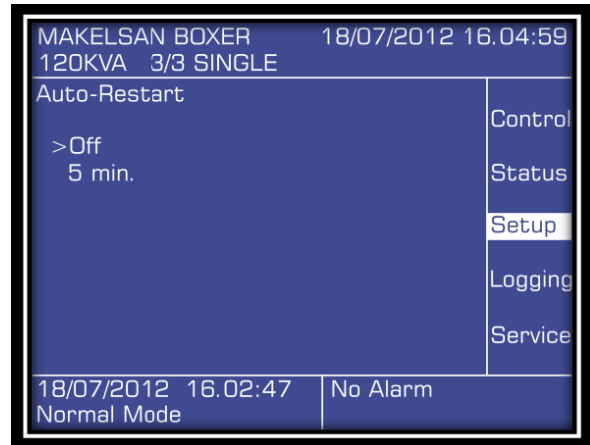 MAKELSAN BOXER 18/07/2012 16.04:59
120KVA 3/3 SINGLE
Auto-Restart
>Off
5 min.
Control
Status
Setup
Logging
Service
18/07/2012 16.02:47 No Alarm
Normal Mode